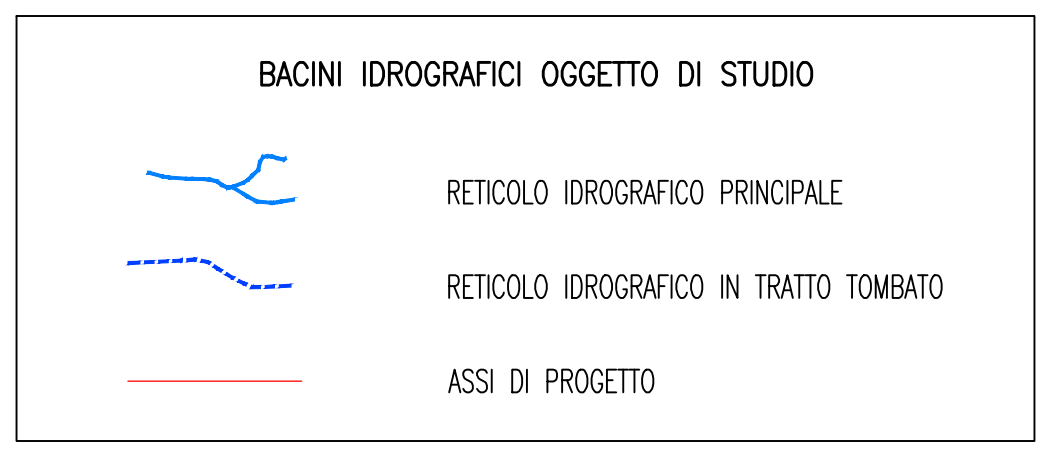 BACINI IDROGRAFICI OGGETTO DI STUDIO
RETICOLO IDROGRAFICO PRINCIPALE
RETICOLO IDROGRAFICO IN TRATTO TOMBATO
ASSI DI PROGETTO